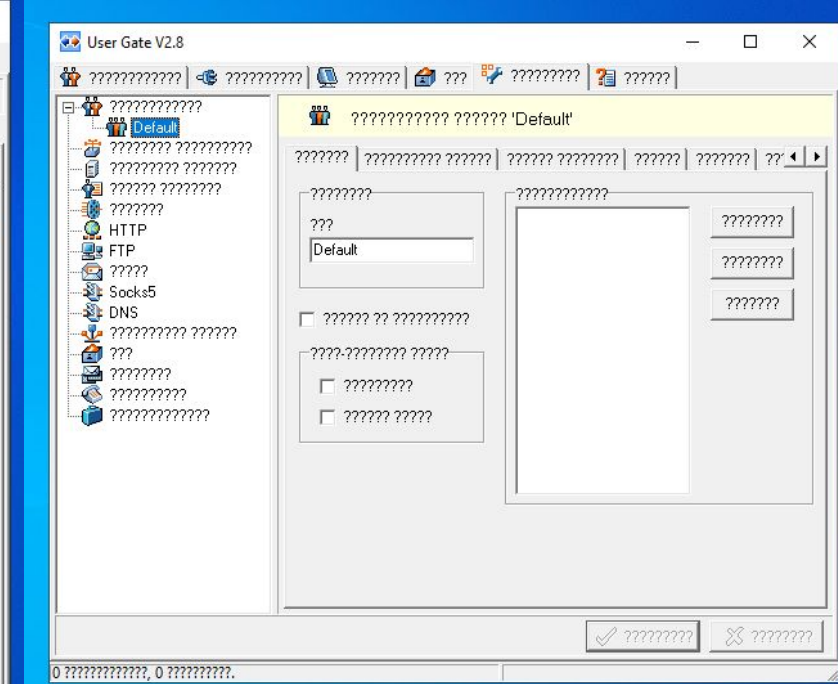 User Gate V2.8
???????????? ?????????? ??????? ??? ????????? ??????
????????????
Default
???????? ??????????
????????? ???????
?????? ????????
???????
HTTP
FTP
?????
Socks5
DNS
?????????? ??????
???
????????
??????????
?????????????
??????????? ?????? 'Default'
??????? ?????????? ?????? ?????? ???????? ?????? ??????? ??
????????
???
Default
?????? ?? ??????????
????-???????? ?????
?????????
?????? ?????
????????????
????????
????????
???????
????????? ????????
0 ?????????????, 0 ??????????.